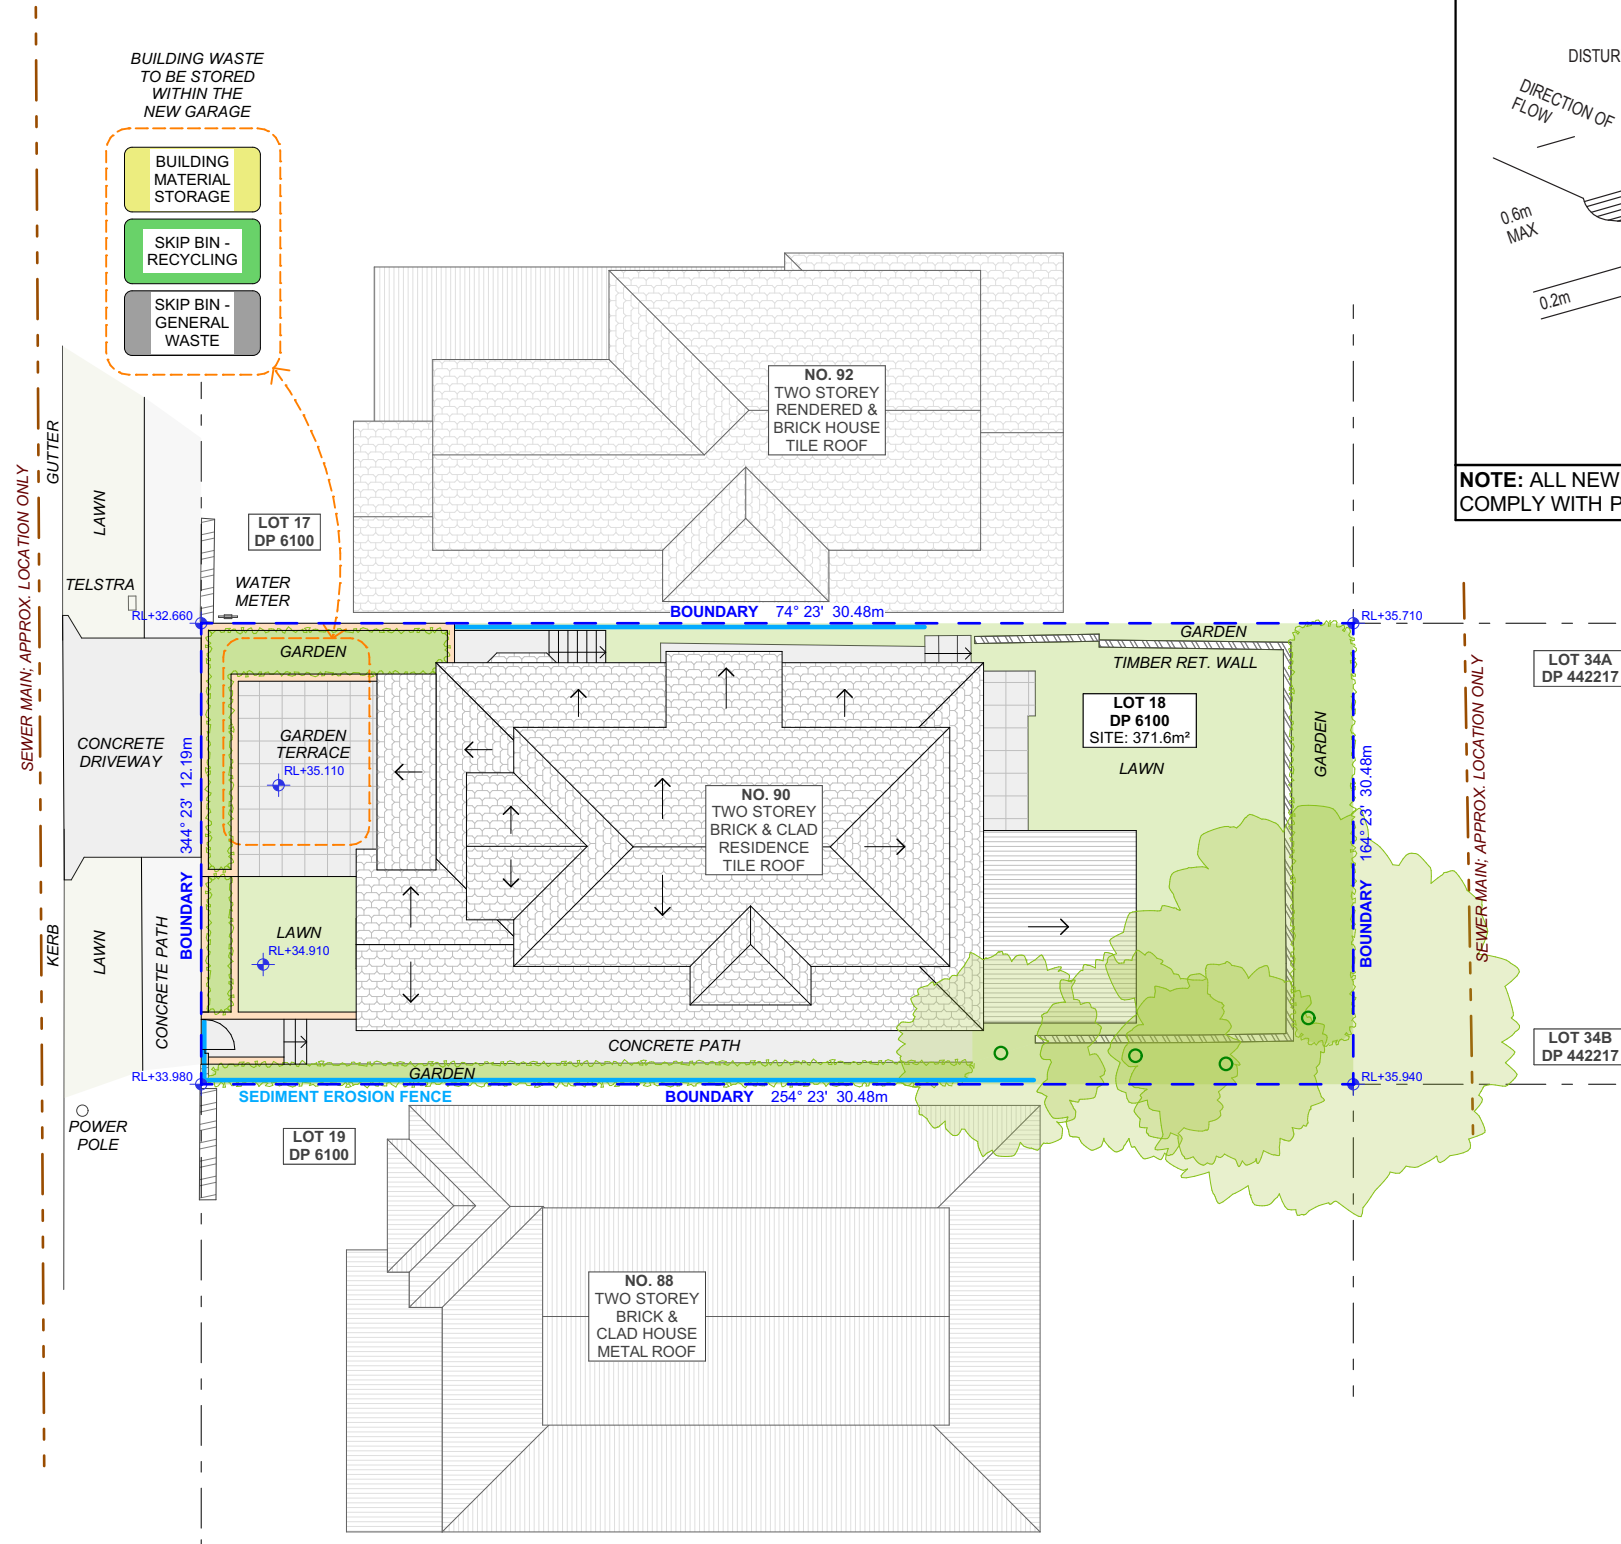 BUILDING WASTE
TO BE STORED
WITHIN THE
NEW GARAGE
BUILDING
MATERIAL
STORAGE
SKIP BIN -
RECYCLING
SKIP BIN -
GENERAL
WASTE
DISTUR
DIRECTION OF
FLOW
0.6m
MAX
0.2m
NOTE: ALL NEW
COMPLY WITH P
NO. 92
TWO STOREY
RENDERED &
BRICK HOUSE
TILE ROOF
GUTTER
LAWN
SEWER MAIN; APPROX. LOCATION ONLY
LOT 17
DP 6100
TELSTRA
WATER
METER
RL+32.660
BOUNDARY 74° 23' 30.48m
RL+35.710
GARDEN
GARDEN
TIMBER RET. WALL
LOT 34A
DP 442217
LOT 18
DP 6100
SITE: 371.6m²
LAWN
GARDEN
SEWER MAIN; APPROX. LOCATION ONLY
CONCRETE
DRIVEWAY
BOUNDARY 344° 23' 12.19m
GARDEN
TERRACE
RL+35.110
NO. 90
TWO STOREY
BRICK & CLAD
RESIDENCE
TILE ROOF
BOUNDARY 164° 23' 30.48m
KERB
LAWN
CONCRETE PATH
LAWN
RL+34.910
CONCRETE PATH
GARDEN
LOT 34B
DP 442217
RL+33.980
RL+35.940
SEDIMENT EROSION FENCE
BOUNDARY 254° 23' 30.48m
POWER
POLE
LOT 19
DP 6100
NO. 88
TWO STOREY
BRICK &
CLAD HOUSE
METAL ROOF